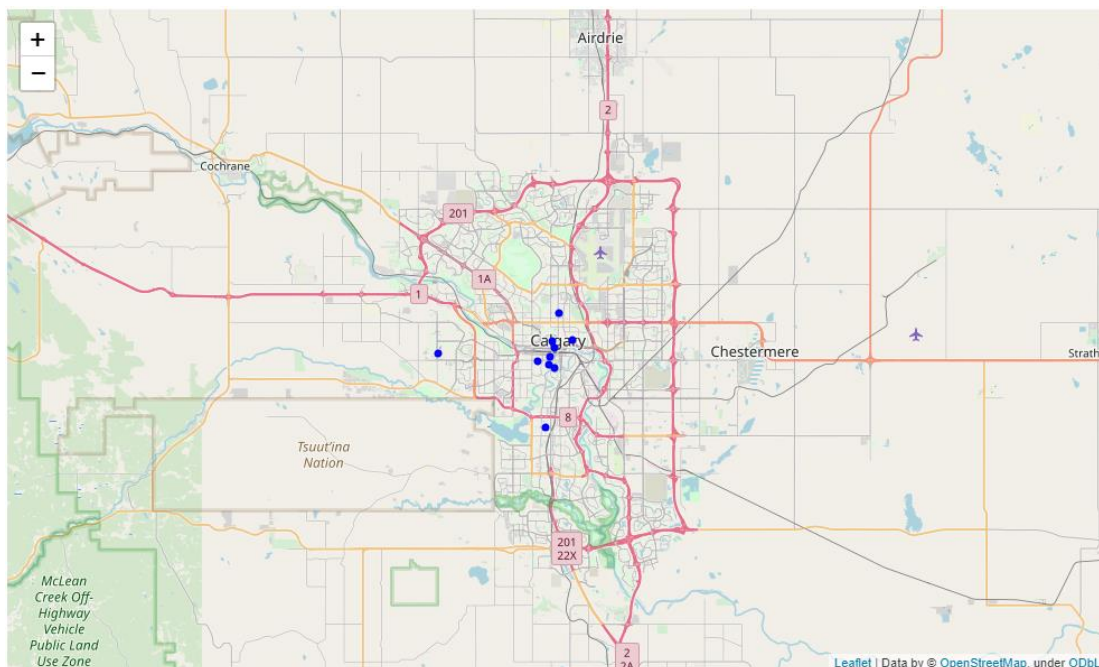 +
−
Airdrie
2
Cochrane
201
1A
1
Calgary
Chestermere
Strath
8
Tsuut'ina
Nation
201
22X
McLean
Creek Off-
Highway
Vehicle
Public Land
Use Zone
2
2A
Leaflet | Data by © OpenStreetMap, under ODbL